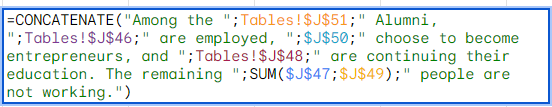 =CONCATENATE("Among the ";Tables!$J$51;" Alumni,
";Tables!$J$46;" are employed, ";$J$50;" choose to become
entrepreneurs, and ";Tables!$J$48;" are continuing their
education. The remaining ";SUM($J$47;$J$49);" people are
not working.")